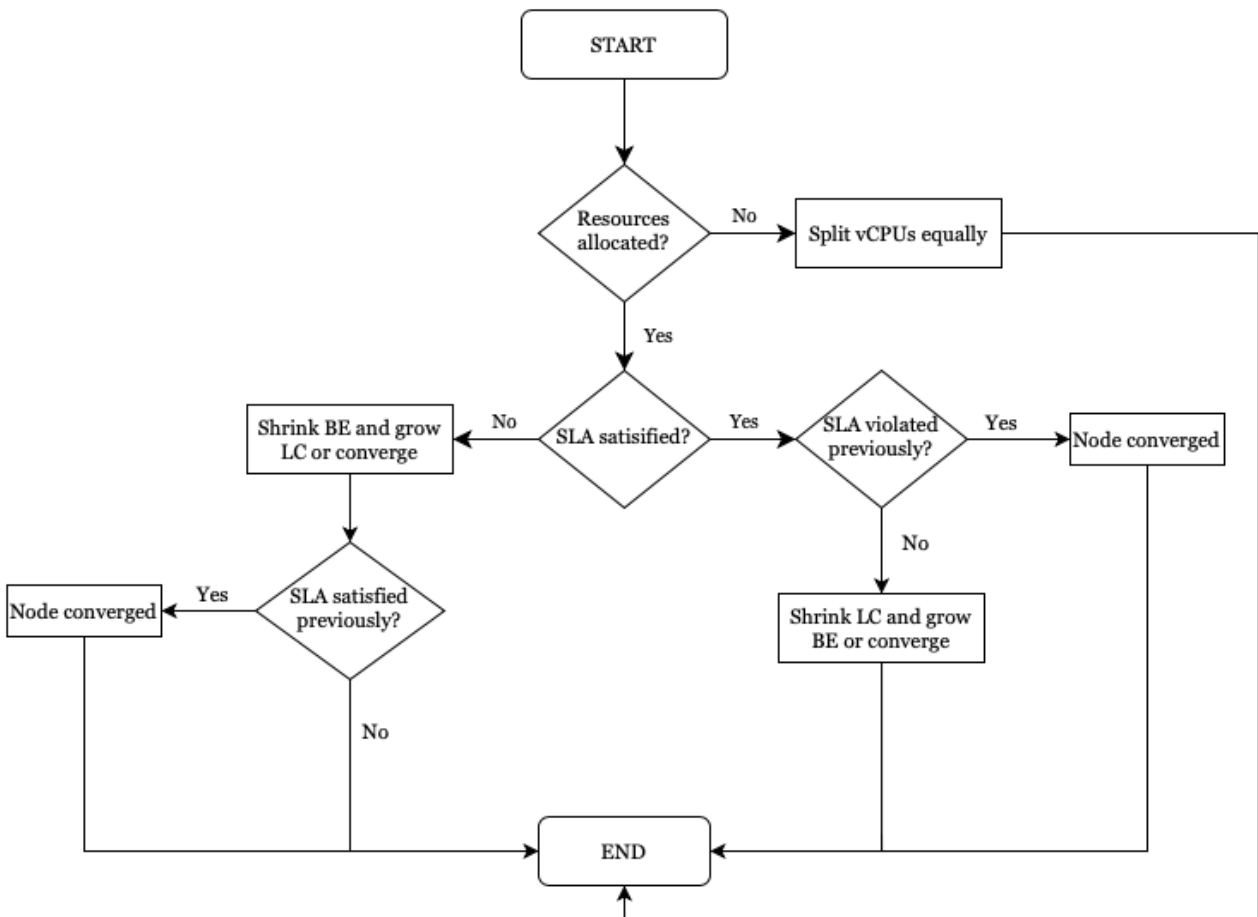 START
Resources
allocated?
No
Split vCPUs equally
Yes
Shrink BE and grow
LC or converge
No
SLA satisified?
Yes
SLA violated
previously?
Yes
Node converged
No
Node converged
Yes
SLA satisfied
previously?
Shrink LC and grow
BE or converge
No
END